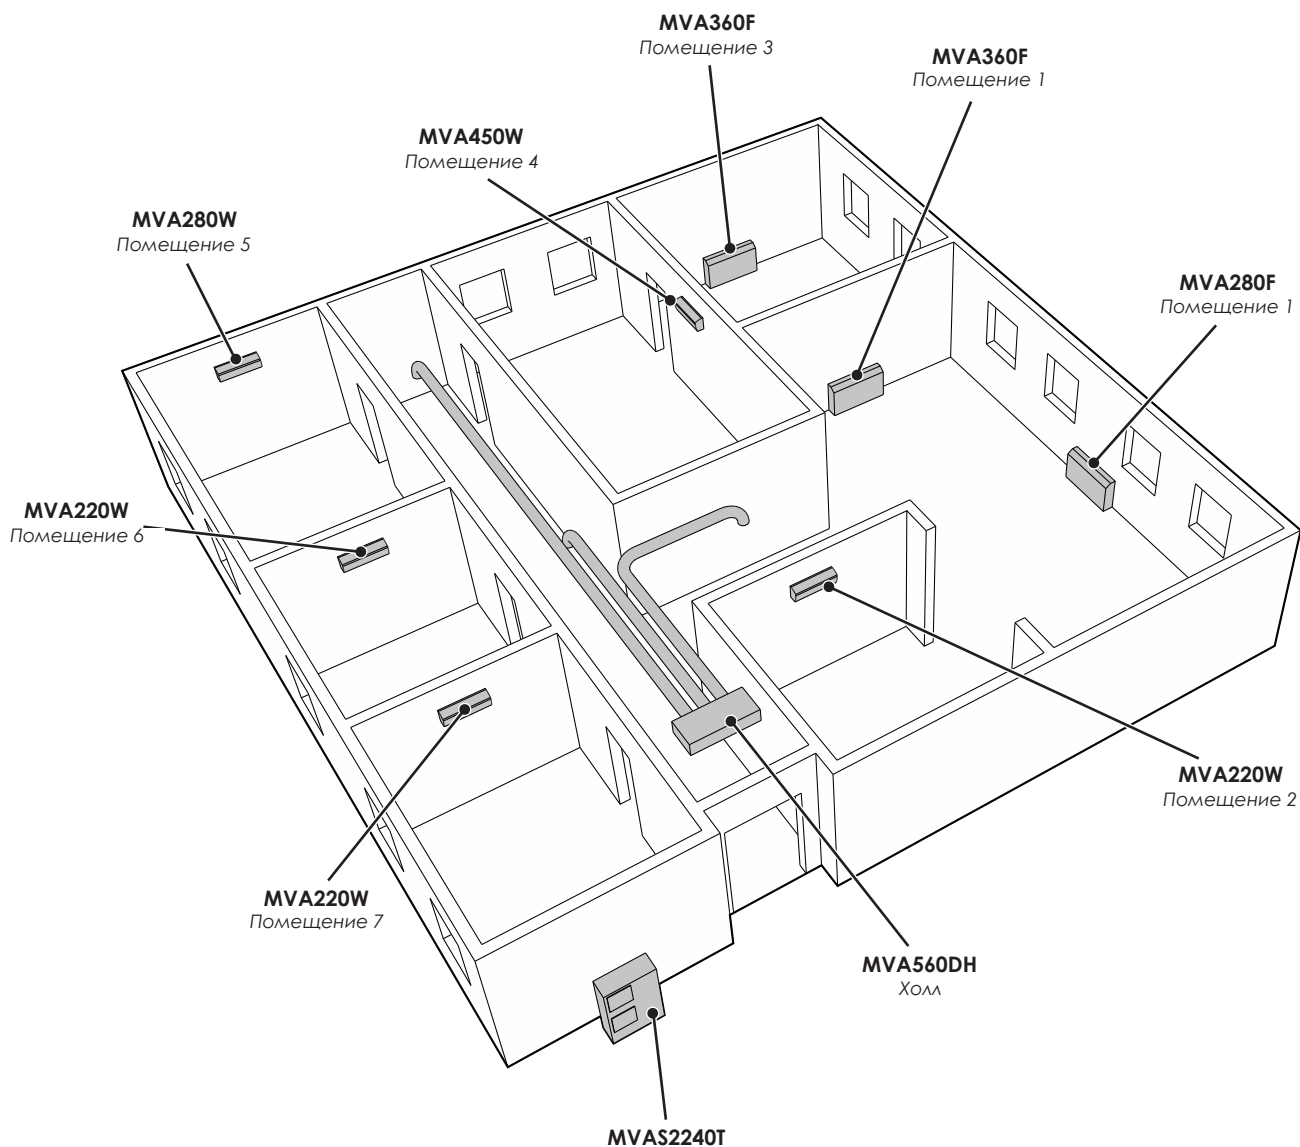 MVA360F
Помещение 3
MVA360F
Помещение 1
MVA450W
Помещение 4
MVA280W
Помещение 5
MVA280F
Помещение 1
MVA220W
Помещение 6
MVA220W
Помещение 2
MVA220W
Помещение 7
MVA560DH
Холл
MVAS2240T